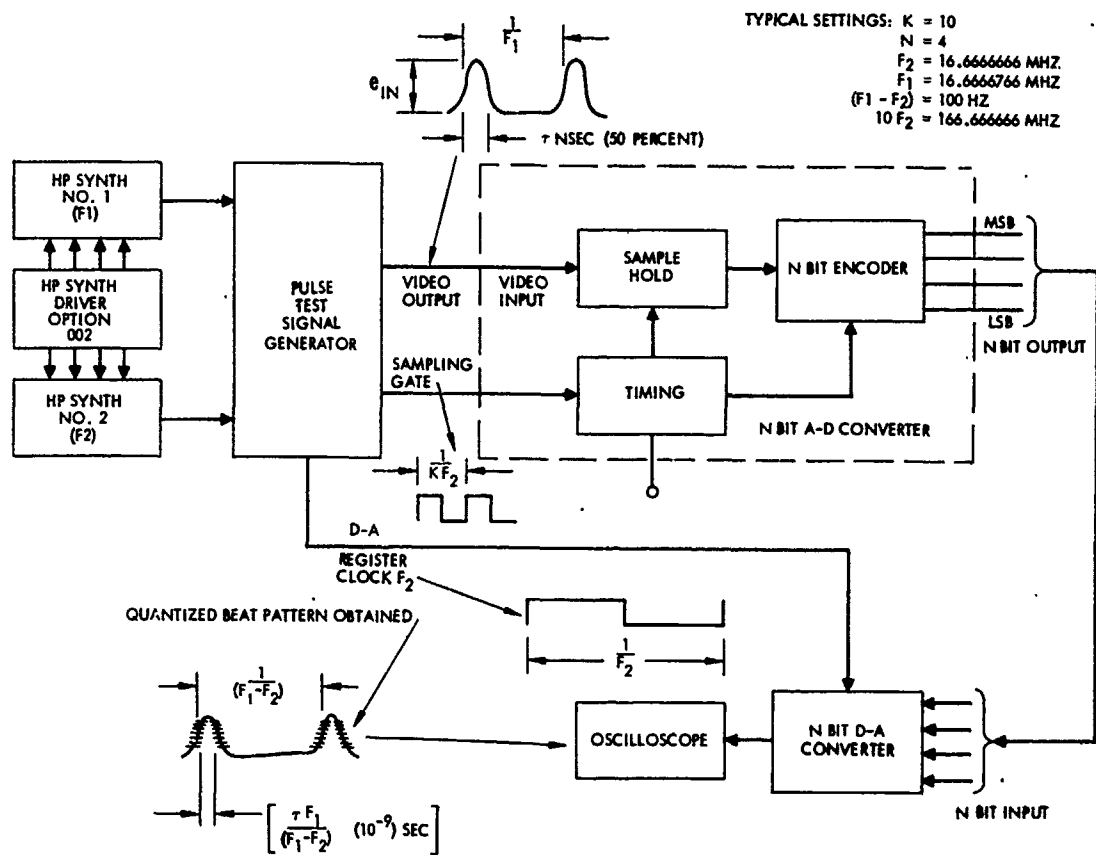 TYPICAL SETTINGS: K = 10
N = 4
F2 = 16.6666666 MHZ
F1 = 16.6666766 MHZ
(F1 - F2) = 100 HZ
10 F2 = 166.666666 MHZ
1
F1
eIN
τ NSEC (50 PERCENT)
HP SYNTH
NO. 1
(F1)
HP SYNTH
DRIVER
OPTION
002
HP SYNTH
NO. 2
(F2)
PULSE
TEST
SIGNAL
GENERATOR
VIDEO
OUTPUT
VIDEO
INPUT
SAMPLING
GATE
SAMPLE
HOLD
TIMING
N BIT ENCODER
MSB
LSB
N BIT OUTPUT
N BIT A-D CONVERTER
1
KF2
D-A
REGISTER
CLOCK F2
1
F2
QUANTIZED BEAT PATTERN OBTAINED
1
(F1-F2)
[ τ F1
(F1-F2) (10-9) SEC ]
OSCILLOSCOPE
N BIT D-A
CONVERTER
N BIT INPUT